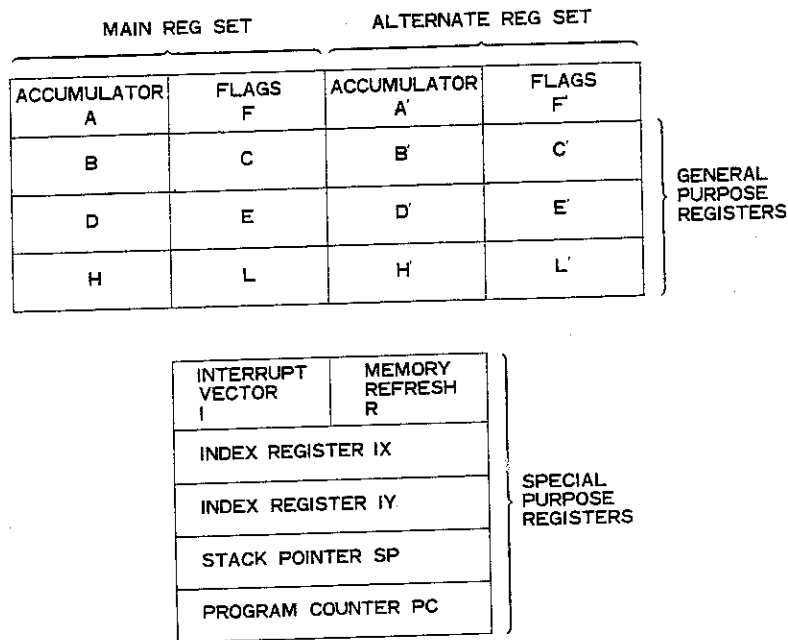 MAIN REG SET
ALTERNATE REG SET
ACCUMULATOR
A
FLAGS
F
ACCUMULATOR
A'
FLAGS
F'
B
C
B'
C'
D
E
D'
E'
H
L
H'
L'
GENERAL
PURPOSE
REGISTERS
INTERRUPT
VECTOR
I
MEMORY
REFRESH
R
INDEX REGISTER IX
INDEX REGISTER IY
STACK POINTER SP
PROGRAM COUNTER PC
SPECIAL
PURPOSE
REGISTERS